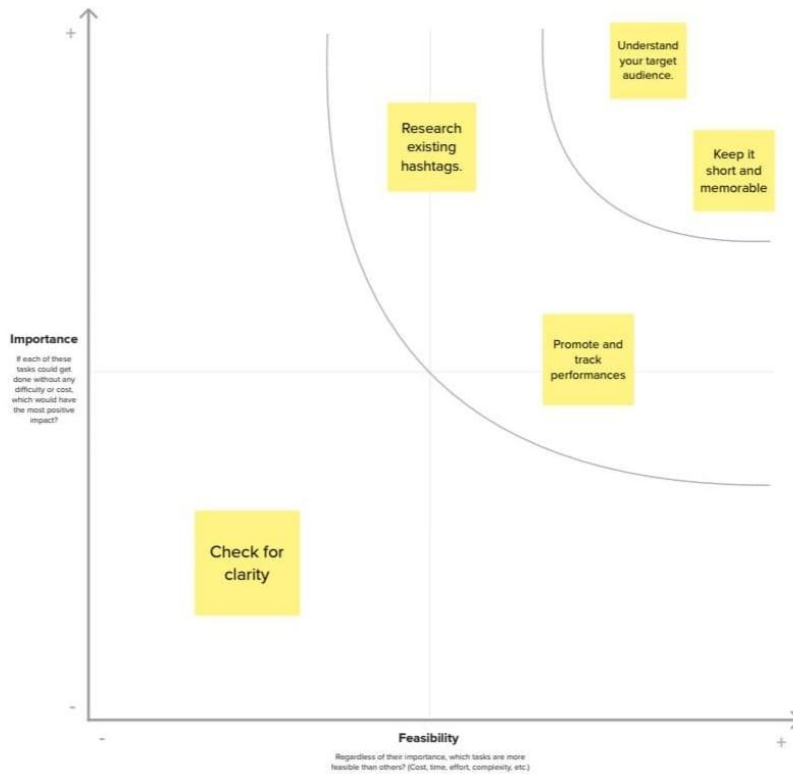 +
Understand
your target
audience.
Research
existing
hashtags.
Keep it
short and
memorable
Importance
If each of these
tasks could get
done without any
difficulty or cost,
which would have
the most positive
impact?
Promote and
track
performances
Check for
clarity
-
-
Feasibility
+
Regardless of their importance, which tasks are more
feasible than others? (Cost, time, effort, complexity, etc.)